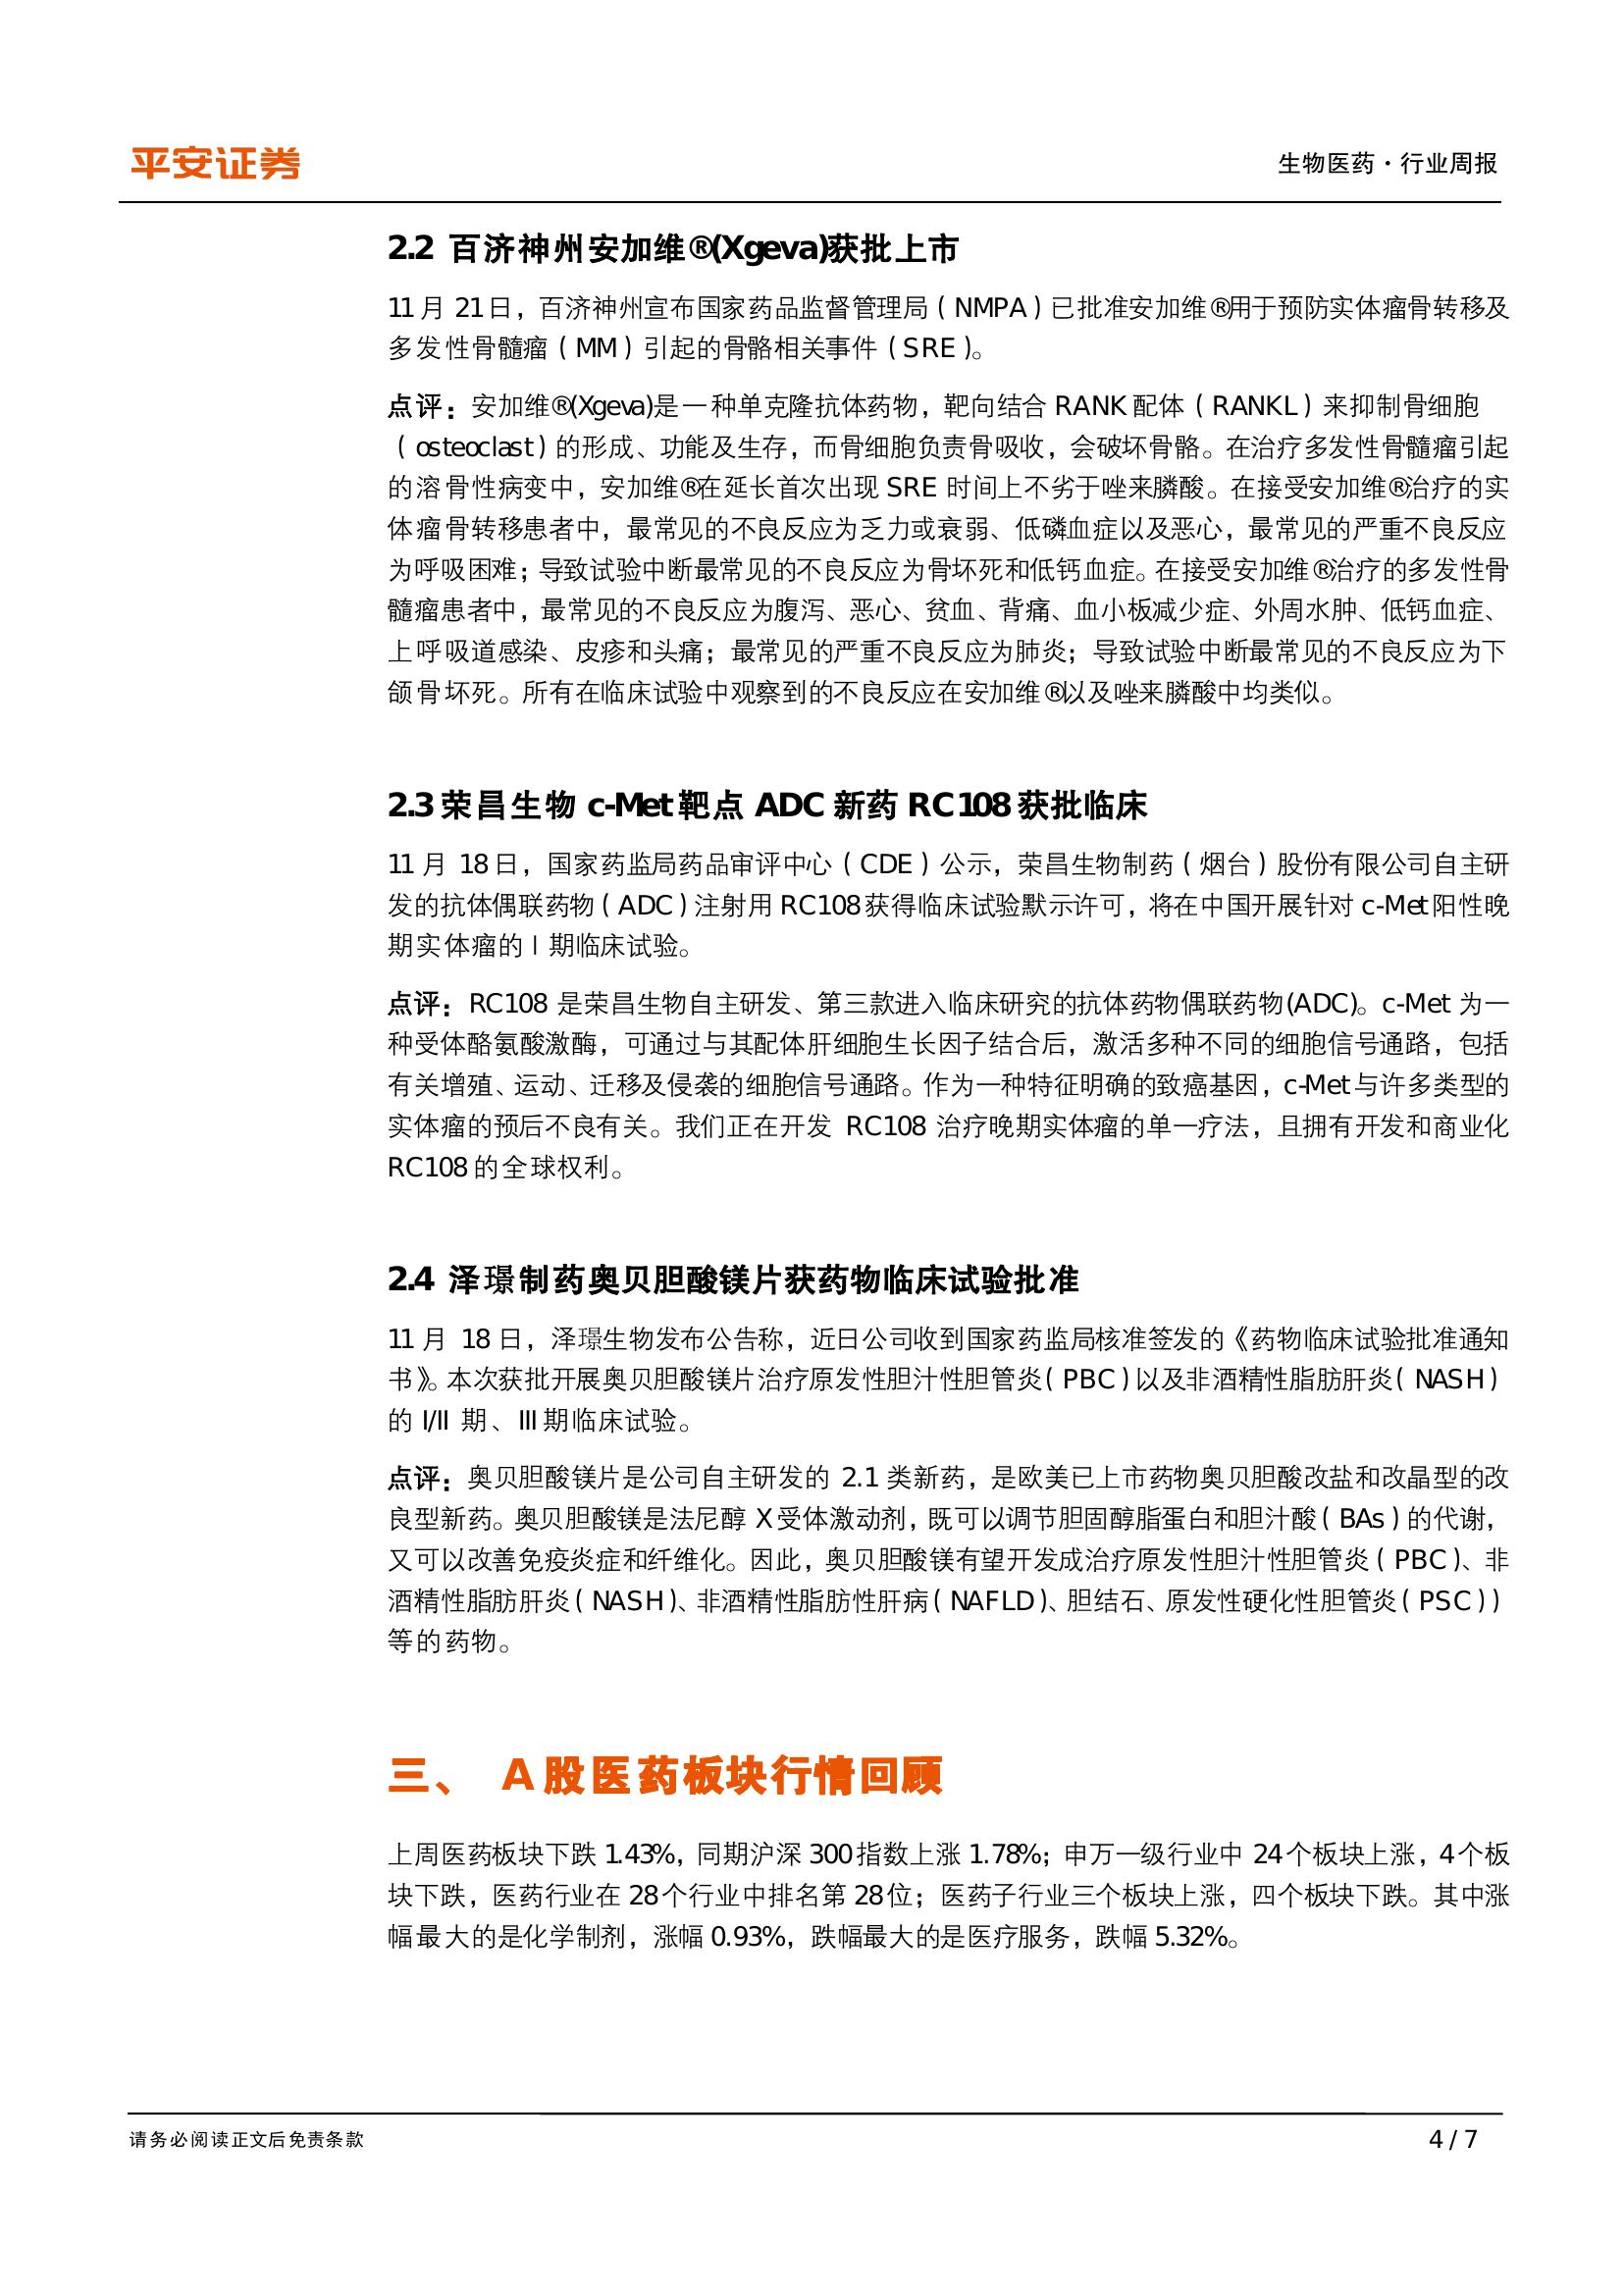 平安证券
生物医药·行业周报
2.2 百济神州安加维®(Xgeva)获批上市
11 月 21 日，百济神州宣布国家药品监督管理局（NMPA）已批准安加维®用于预防实体瘤骨转移及
多发性骨髓瘤（MM）引起的骨骼相关事件（SRE）。
点评：安加维®(Xgeva)是一种单克隆抗体药物，靶向结合 RANK 配体（RANKL）来抑制骨细胞
（osteoclast）的形成、功能及生存，而骨细胞负责骨吸收，会破坏骨骼。在治疗多发性骨髓瘤引起
的溶骨性病变中，安加维®在延长首次出现 SRE 时间上不劣于唑来膦酸。在接受安加维®治疗的实
体瘤骨转移患者中，最常见的不良反应为乏力或衰弱、低磷血症以及恶心，最常见的严重不良反应
为呼吸困难；导致试验中断最常见的不良反应为骨坏死和低钙血症。在接受安加维®治疗的多发性骨
髓瘤患者中，最常见的不良反应为腹泻、恶心、贫血、背痛、血小板减少症、外周水肿、低钙血症、
上呼吸道感染、皮疹和头痛；最常见的严重不良反应为肺炎；导致试验中断最常见的不良反应为下
颌骨坏死。所有在临床试验中观察到的不良反应在安加维®以及唑来膦酸中均类似。
2.3 荣昌生物 c-Met 靶点 ADC 新药 RC108 获批临床
11 月 18 日，国家药监局药品审评中心（CDE）公示，荣昌生物制药（烟台）股份有限公司自主研
发的抗体偶联药物（ADC）注射用 RC108 获得临床试验默示许可，将在中国开展针对 c-Met 阳性晚
期实体瘤的 I 期临床试验。
点评：RC108 是荣昌生物自主研发、第三款进入临床研究的抗体药物偶联药物(ADC)。c-Met 为一
种受体酪氨酸激酶，可通过与其配体肝细胞生长因子结合后，激活多种不同的细胞信号通路，包括
有关增殖、运动、迁移及侵袭的细胞信号通路。作为一种特征明确的致癌基因，c-Met 与许多类型的
实体瘤的预后不良有关。我们正在开发 RC108 治疗晚期实体瘤的单一疗法，且拥有开发和商业化
RC108 的全球权利。
2.4 泽璟制药奥贝胆酸镁片获药物临床试验批准
11 月 18 日，泽璟生物发布公告称，近日公司收到国家药监局核准签发的《药物临床试验批准通知
书》。本次获批开展奥贝胆酸镁片治疗原发性胆汁性胆管炎（PBC）以及非酒精性脂肪肝炎（NASH）
的 I/II 期、III 期临床试验。
点评：奥贝胆酸镁片是公司自主研发的 2.1 类新药，是欧美已上市药物奥贝胆酸改盐和改晶型的改
良型新药。奥贝胆酸镁是法尼醇 X 受体激动剂，既可以调节胆固醇脂蛋白和胆汁酸（BAs）的代谢，
又可以改善免疫炎症和纤维化。因此，奥贝胆酸镁有望开发成治疗原发性胆汁性胆管炎（PBC）、非
酒精性脂肪肝炎（NASH）、非酒精性脂肪性肝病（NAFLD）、胆结石、原发性硬化性胆管炎（PSC））
等的药物。
三、 A 股医药板块行情回顾
上周医药板块下跌 1.43%，同期沪深 300 指数上涨 1.78%；申万一级行业中 24 个板块上涨，4 个板
块下跌，医药行业在 28 个行业中排名第 28 位；医药子行业三个板块上涨，四个板块下跌。其中涨
幅最大的是化学制剂，涨幅 0.93%，跌幅最大的是医疗服务，跌幅 5.32%。
请务必阅读正文后免责条款
4 / 7